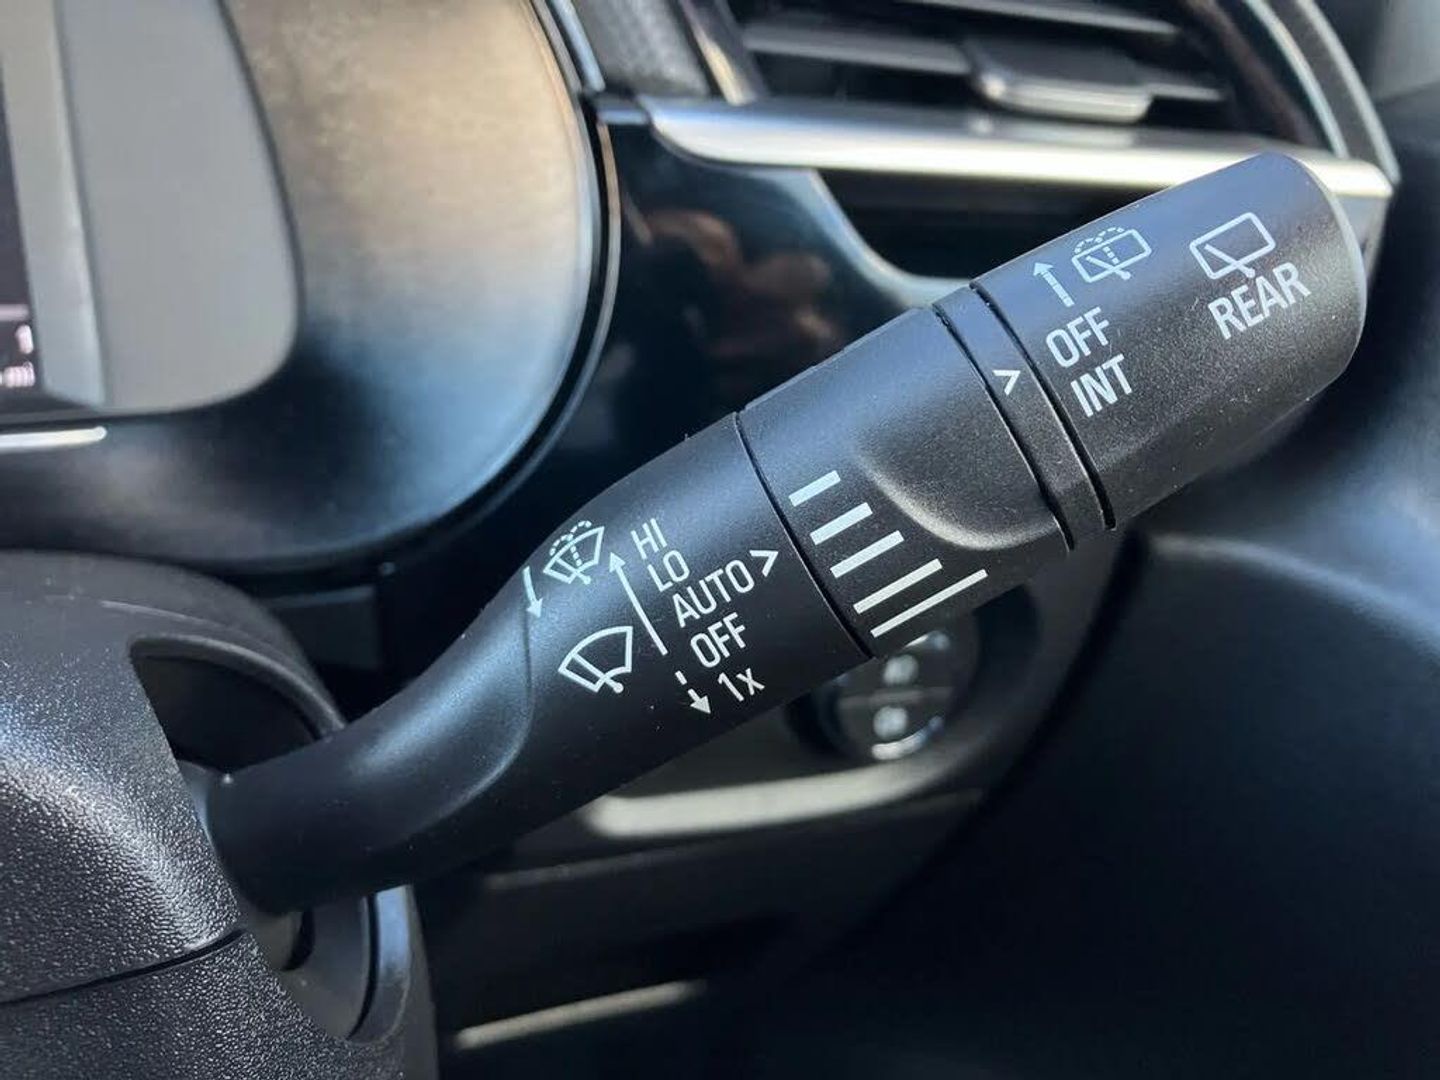 HI
LO
AUTO >
OFF
1x
>
OFF
INT
REAR